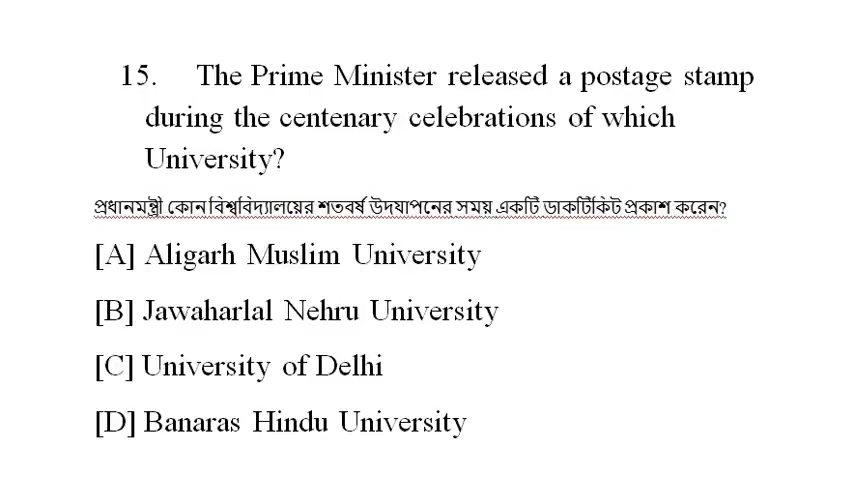 15. The Prime Minister released a postage stamp
during the centenary celebrations of which
University?
প্রধানমন্ত্রী কোন বিশ্ববিদ্যালয়ের শতবর্ষ উদযাপনের সময় একটি ডাকটিকিট প্রকাশ করেন?
[A] Aligarh Muslim University
[B] Jawaharlal Nehru University
[C] University of Delhi
[D] Banaras Hindu University